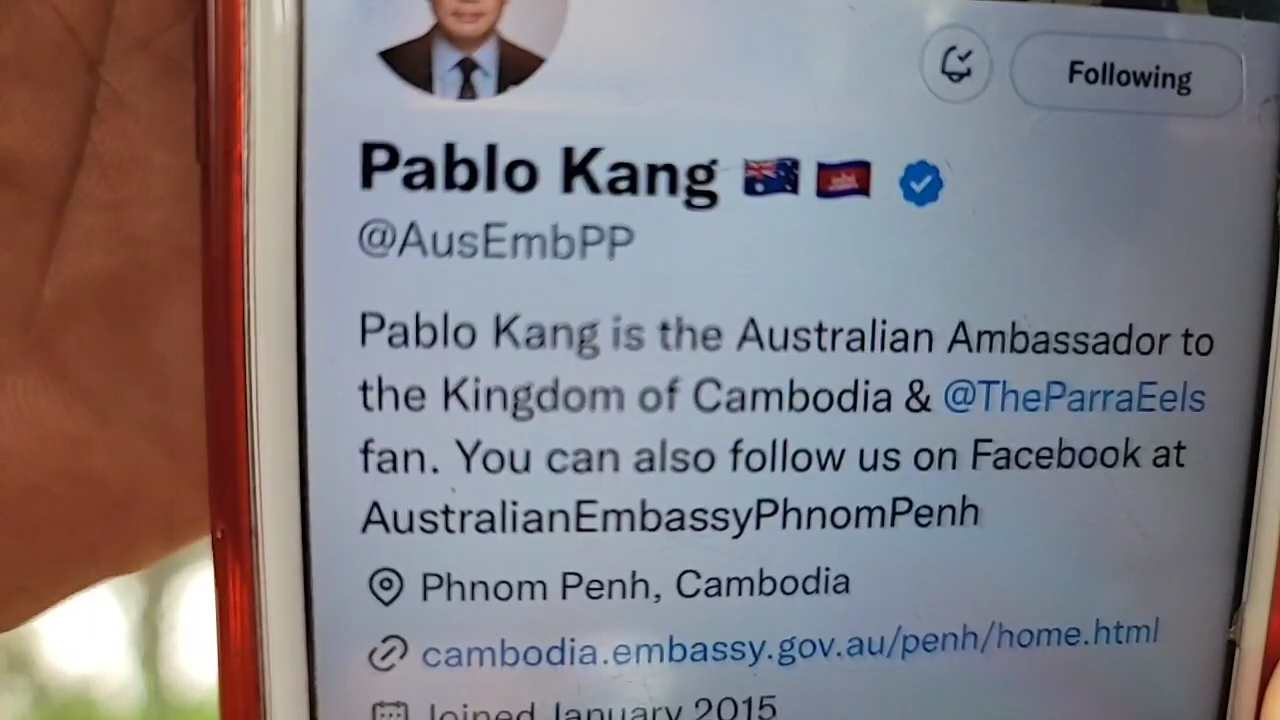 Following
Pablo Kang
@AusEmbPP
Pablo Kang is the Australian Ambassador to
the Kingdom of Cambodia & @TheParraEels
fan. You can also follow us on Facebook at
AustralianEmbassyPhnomPenh
Phnom Penh, Cambodia
cambodia.embassy.gov.au/penh/home.html
Joined January 2015